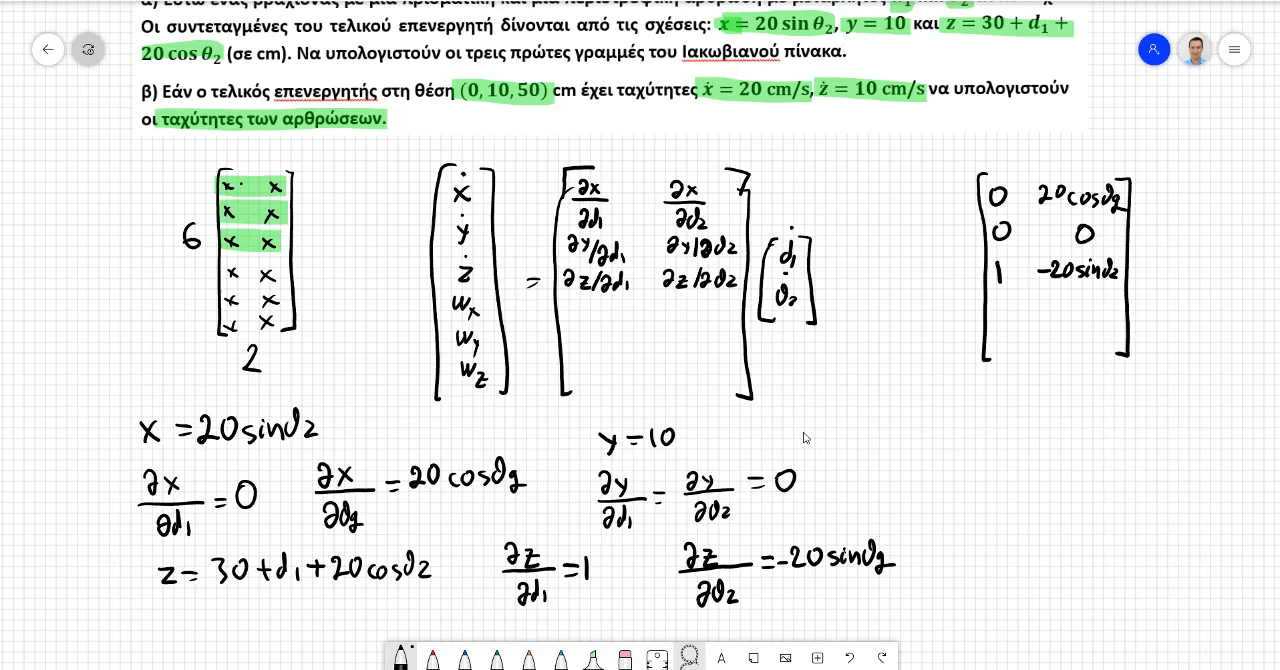 Οι συντεταγμένες του τελικού επενεργητή δίνονται από τις σχέσεις: x = 20 sin θ₂, y = 10 και z = 30 + d₁ +
20 cos θ₂ (σε cm). Να υπολογιστούν οι τρεις πρώτες γραμμές του Ιακωβιανού πίνακα.
β) Εάν ο τελικός επενεργητής στη θέση (0, 10, 50) cm έχει ταχύτητες ẋ = 20 cm/s, ż = 10 cm/s να υπολογιστούν
οι ταχύτητες των αρθρώσεων.
6
x x
x x
x x
x x
x x
x x
2
ẋ
ẏ
ż
wx
wy
wz
=
∂x/∂d₁ ∂x/∂θ₂
∂y/∂d₁ ∂y/∂θ₂
∂z/∂d₁ ∂z/∂θ₂
ḋ₁
θ̇₂
0 20cosθ₂
0 0
1 -20sinθ₂
x = 20sinθ₂
y = 10
∂x/∂d₁ = 0 ∂x/∂θ₂ = 20cosθ₂ ∂y/∂d₁ = ∂y/∂θ₂ = 0
z = 30+d₁+20cosθ₂ ∂z/∂d₁ = 1 ∂z/∂θ₂ = -20sinθ₂
A